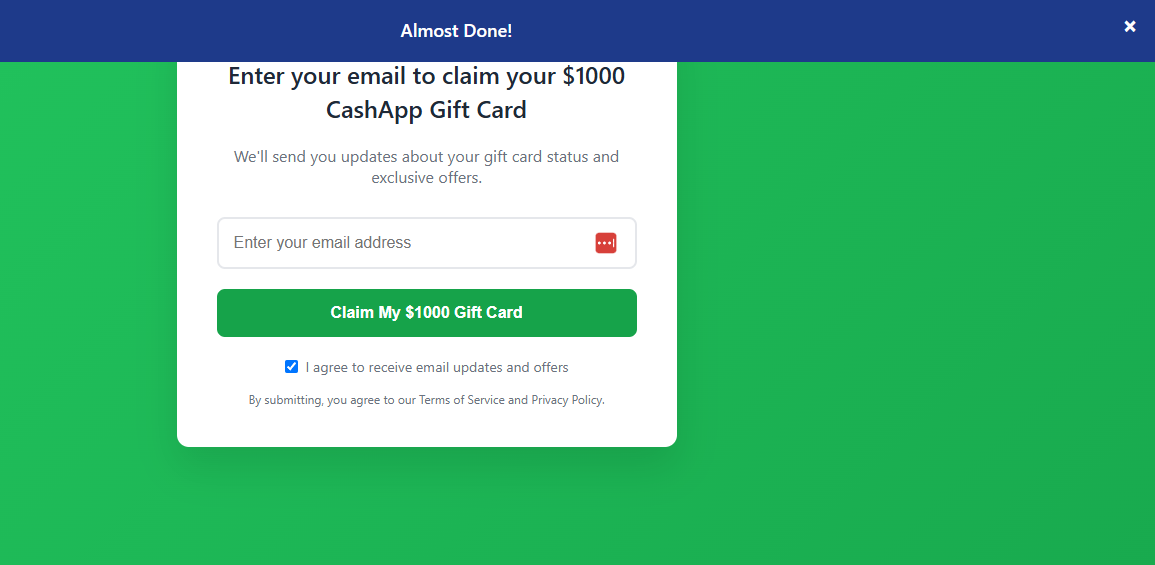 Almost Done!
×
Enter your email to claim your $1000
CashApp Gift Card
We'll send you updates about your gift card status and
exclusive offers.
Enter your email address
Claim My $1000 Gift Card
I agree to receive email updates and offers
By submitting, you agree to our Terms of Service and Privacy Policy.